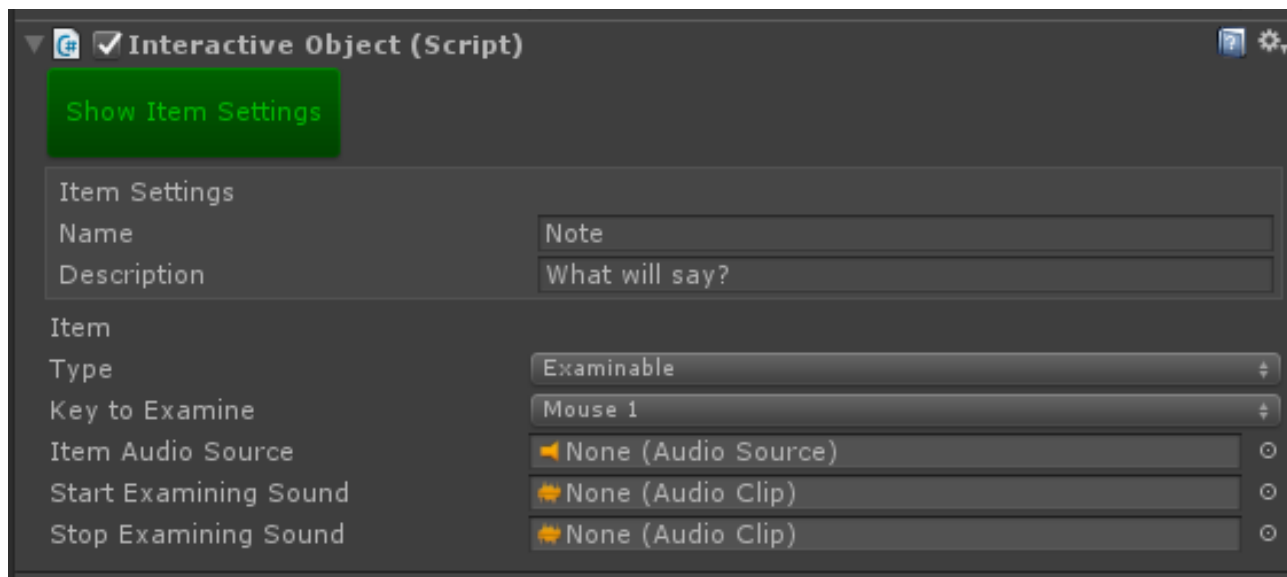 Interactive Object (Script)
Show Item Settings
Item Settings
Name Note
Description What will say?
Item
Type Examinable
Key to Examine Mouse 1
Item Audio Source None (Audio Source)
Start Examining Sound None (Audio Clip)
Stop Examining Sound None (Audio Clip)